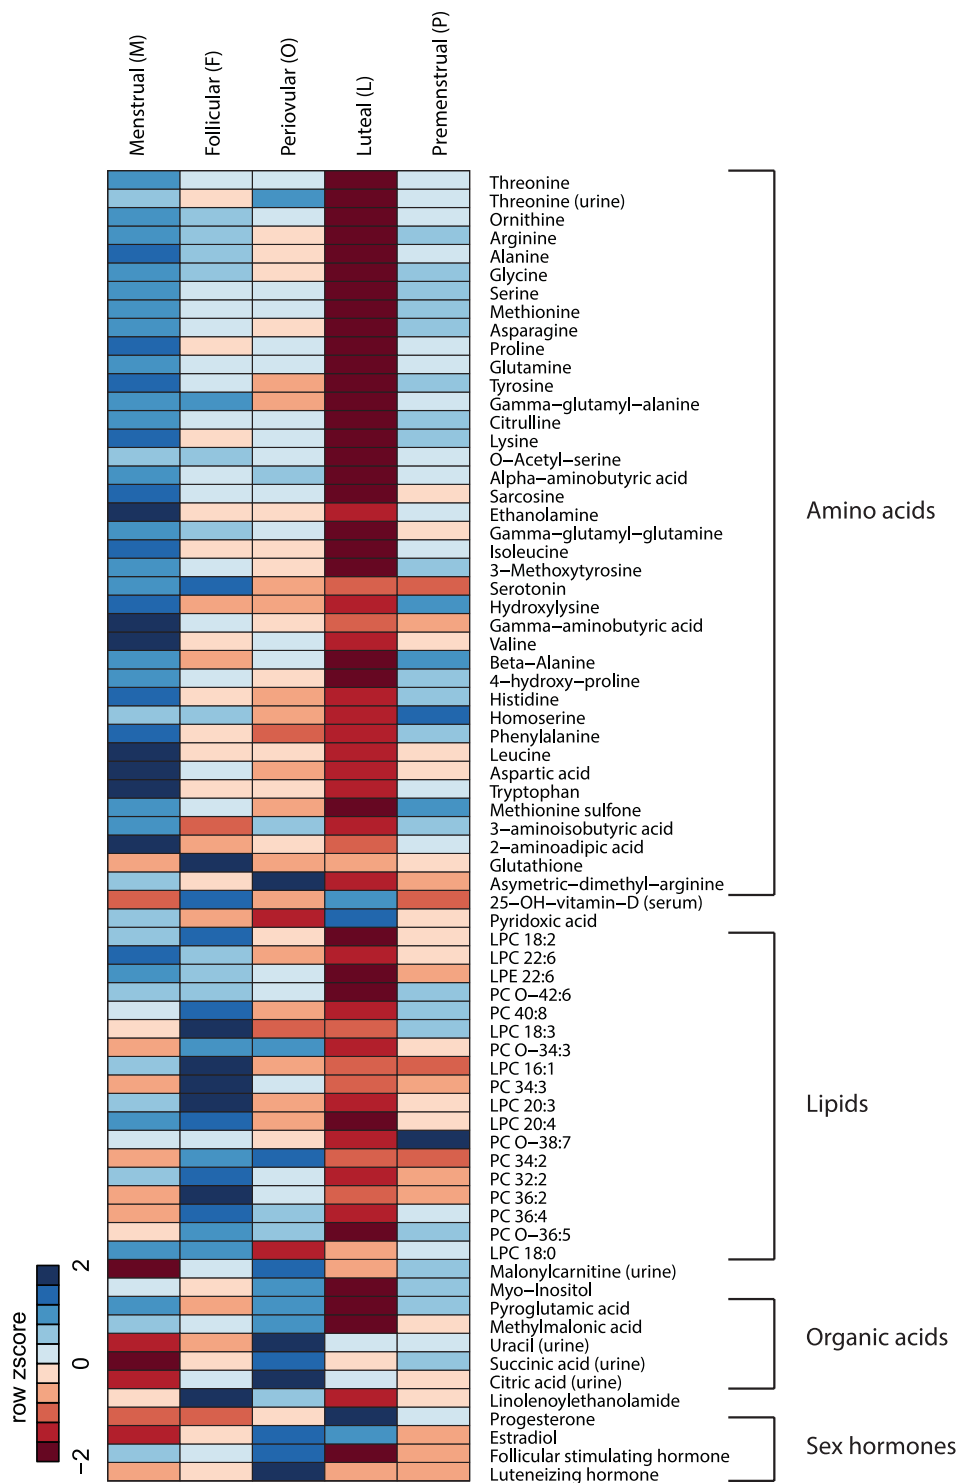 Menstrual (M)
Follicular (F)
Periovular (O)
Luteal (L)
Premenstrual (P)
Threonine
Threonine (urine)
Ornithine
Arginine
Alanine
Glycine
Serine
Methionine
Asparagine
Proline
Glutamine
Tyrosine
Gamma−glutamyl−alanine
Citrulline
Lysine
O−Acetyl−serine
Alpha−aminobutyric acid
Sarcosine
Ethanolamine
Gamma−glutamyl−glutamine
Isoleucine
3−Methoxytyrosine
Serotonin
Hydroxylysine
Gamma−aminobutyric acid
Valine
Beta−Alanine
4−hydroxy−proline
Histidine
Homoserine
Phenylalanine
Leucine
Aspartic acid
Tryptophan
Methionine sulfone
3−aminoisobutyric acid
2−aminoadipic acid
Glutathione
Asymetric−dimethyl−arginine
Amino acids
25−OH−vitamin−D (serum)
Pyridoxic acid
LPC 18:2
LPC 22:6
LPE 22:6
PC O−42:6
PC 40:8
LPC 18:3
PC O−34:3
LPC 16:1
PC 34:3
LPC 20:3
LPC 20:4
PC O−38:7
PC 34:2
PC 32:2
PC 36:2
PC 36:4
PC O−36:5
LPC 18:0
Lipids
Malonylcarnitine (urine)
Myo−Inositol
Pyroglutamic acid
Methylmalonic acid
Uracil (urine)
Succinic acid (urine)
Citric acid (urine)
Organic acids
Linolenoylethanolamide
Progesterone
Estradiol
Follicular stimulating hormone
Luteneizing hormone
Sex hormones
row zscore
2
0
−2